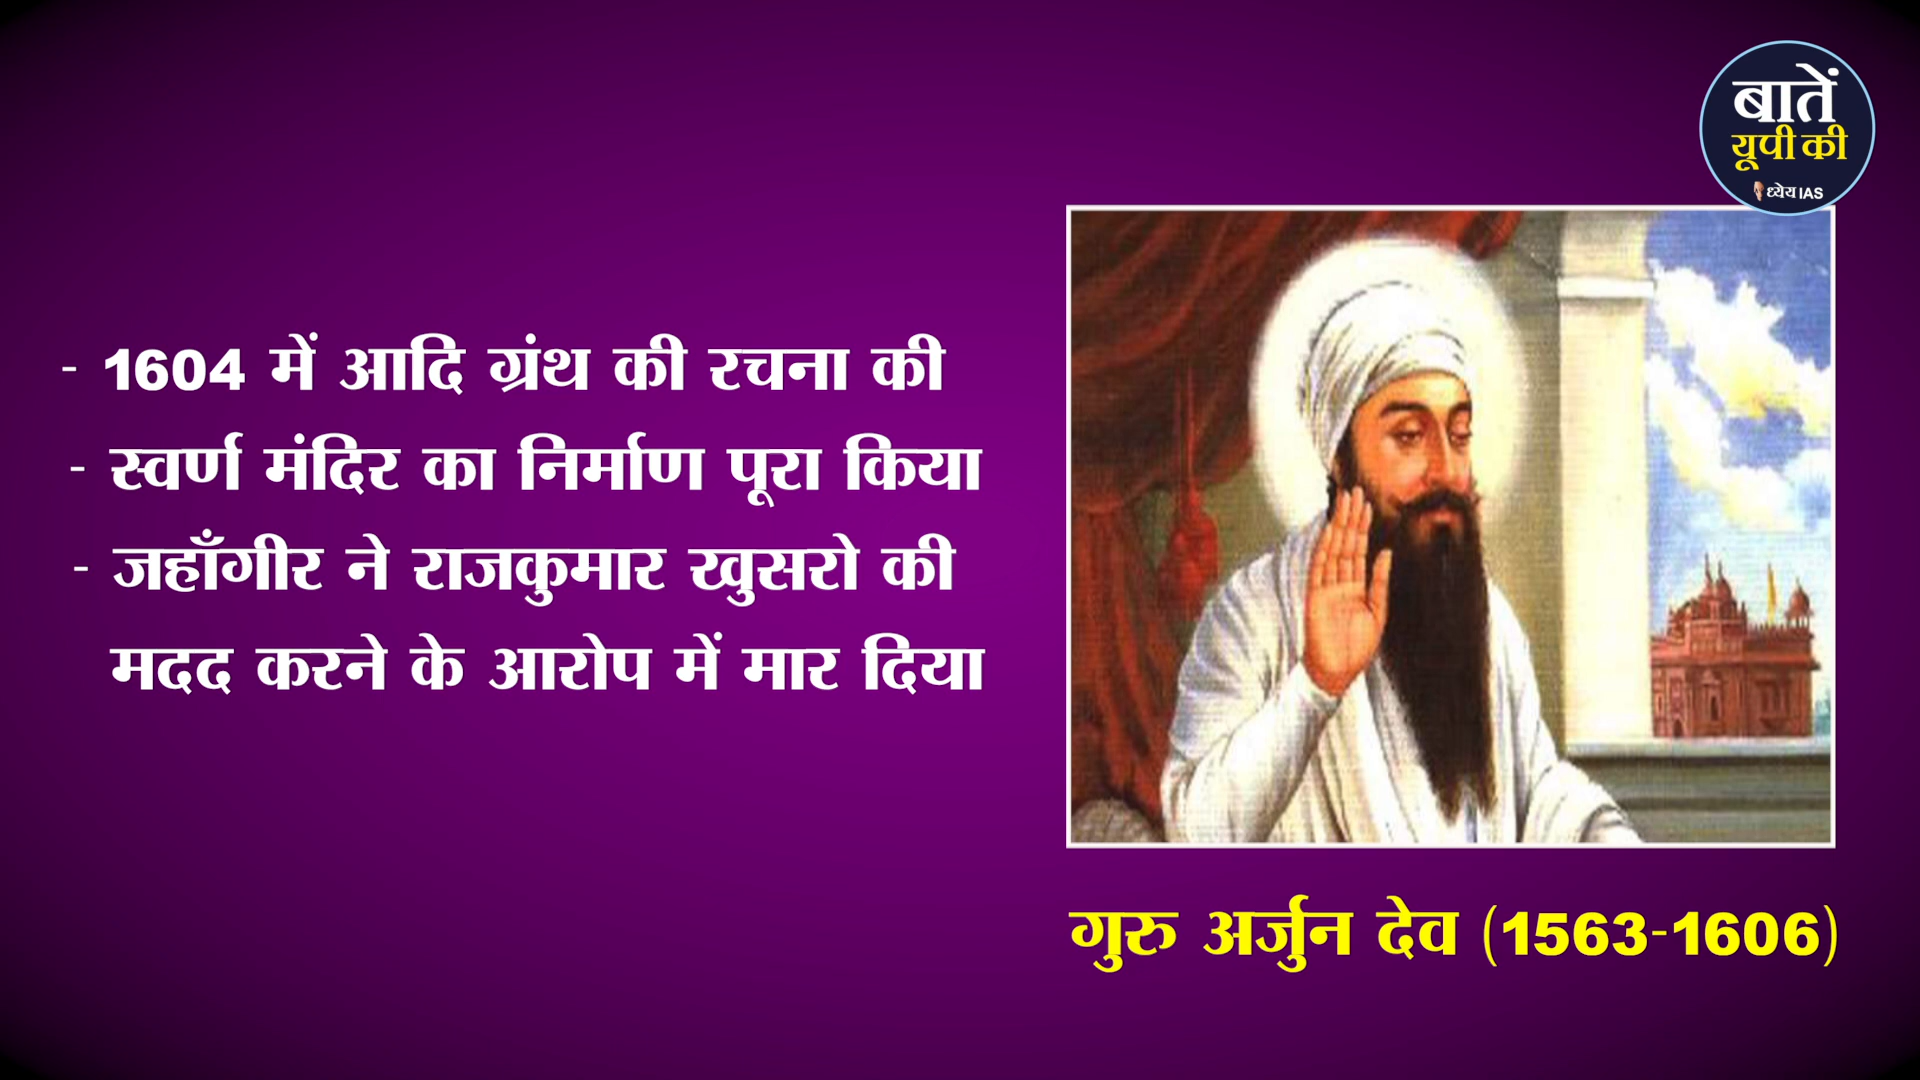 बातें
यूपी की
ध्येय IAS
- 1604 में आदि ग्रंथ की रचना की
- स्वर्ण मंदिर का निर्माण पूरा किया
- जहाँगीर ने राजकुमार खुसरो की
मदद करने के आरोप में मार दिया
गुरु अर्जुन देव (1563-1606)